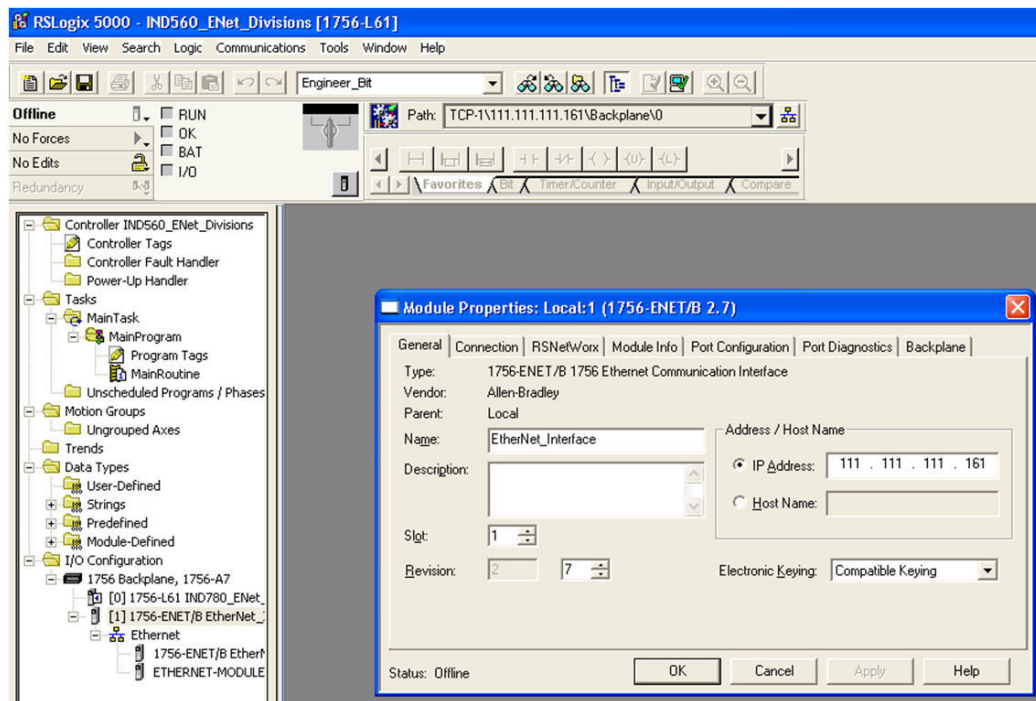 RSLogix 5000 - IND560_ENet_Divisions [1756-L61]
File Edit View Search Logic Communications Tools Window Help
Engineer_Bit
Offline
RUN
No Forces
OK
No Edits
BAT
Redundancy
I/O
Path: TCP-1\111.111.111.161\Backplane\0
Favorites Bit Timer/Counter Input/Output Compare
Controller IND560_ENet_Divisions
Controller Tags
Controller Fault Handler
Power-Up Handler
Tasks
MainTask
MainProgram
Program Tags
MainRoutine
Unscheduled Programs / Phases
Motion Groups
Ungrouped Axes
Trends
Data Types
User-Defined
Strings
Predefined
Module-Defined
I/O Configuration
1756 Backplane, 1756-A7
[0] 1756-L61 IND780_ENet_
[1] 1756-ENET/B EtherNet_
Ethernet
1756-ENET/B Ether
ETHERNET-MODULE
Module Properties: Local:1 (1756-ENET/B 2.7)
General Connection RSNetWorx Module Info Port Configuration Port Diagnostics Backplane
Type: 1756-ENET/B 1756 Ethernet Communication Interface
Vendor: Allen-Bradley
Parent: Local
Name: EtherNet_Interface
Description:
Slot: 1
Revision: 2 7
Address / Host Name
IP Address: 111 . 111 . 111 . 161
Host Name:
Electronic Keying: Compatible Keying
Status: Offline
OK Cancel Apply Help